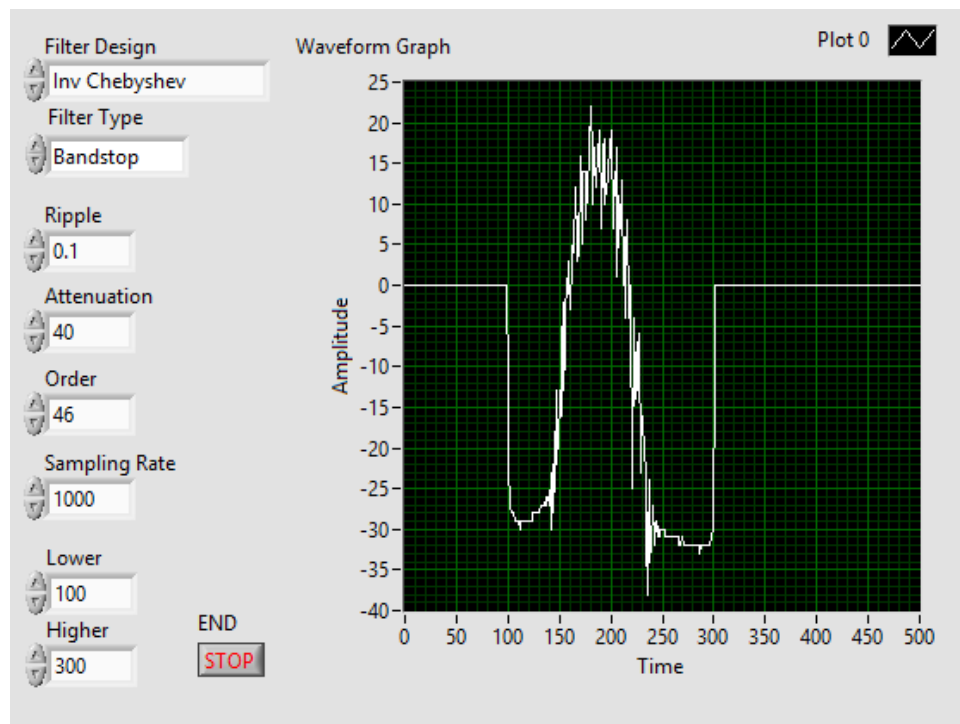 Filter Design
Inv Chebyshev
Filter Type
Bandstop
Ripple
0.1
Attenuation
40
Order
46
Sampling Rate
1000
Lower
100
Higher
300
END
STOP
Waveform Graph
Plot 0
Amplitude
25
20
15
10
5
0
-5
-10
-15
-20
-25
-30
-35
-40
0 50 100 150 200 250 300 350 400 450 500
Time